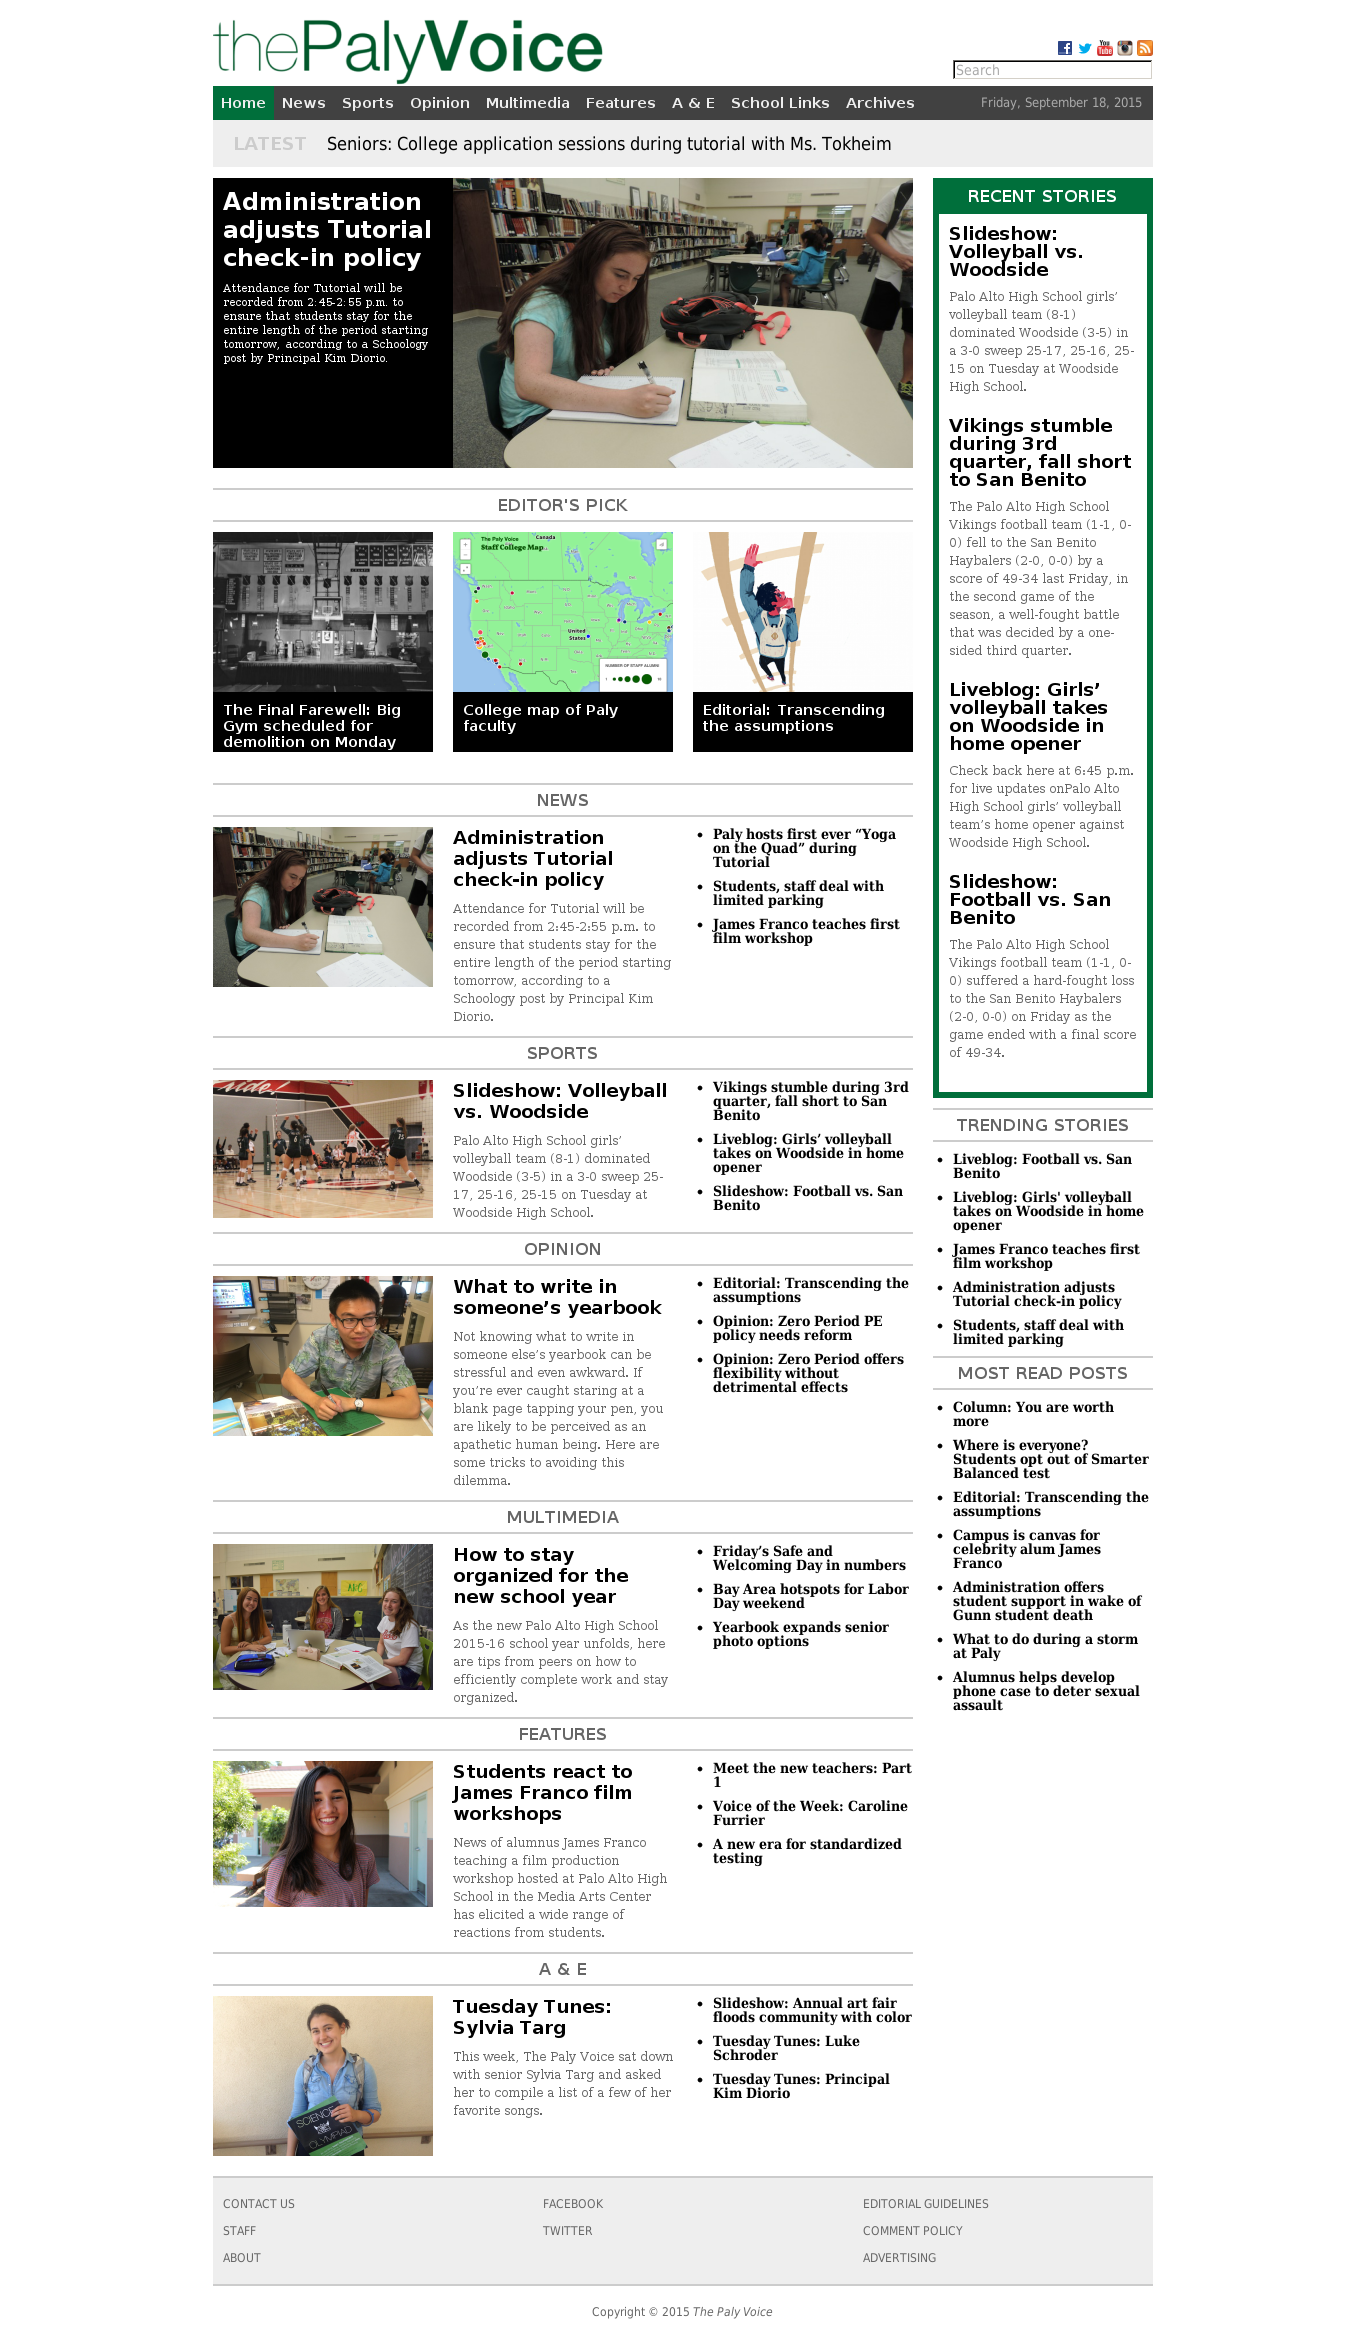 thePalyVoice
Search
Home News Sports Opinion Multimedia Features A & E School Links Archives Friday, September 18, 2015
LATEST Seniors: College application sessions during tutorial with Ms. Tokheim
Administration
adjusts Tutorial
check-in policy
Attendance for Tutorial will be
recorded from 2:45-2:55 p.m. to
ensure that students stay for the
entire length of the period starting
tomorrow, according to a Schoology
post by Principal Kim Diorio.
EDITOR'S PICK
The Final Farewell: Big
Gym scheduled for
demolition on Monday
The Paly Voice
Staff College Map
Canada
United
States
NUMBER OF STAFF ALUMNI
College map of Paly
faculty
Editorial: Transcending
the assumptions
NEWS
Administration
adjusts Tutorial
check-in policy
Attendance for Tutorial will be
recorded from 2:45-2:55 p.m. to
ensure that students stay for the
entire length of the period starting
tomorrow, according to a
Schoology post by Principal Kim
Diorio.
• Paly hosts first ever “Yoga
on the Quad” during
Tutorial
• Students, staff deal with
limited parking
• James Franco teaches first
film workshop
SPORTS
Slideshow: Volleyball
vs. Woodside
Palo Alto High School girls’
volleyball team (8-1) dominated
Woodside (3-5) in a 3-0 sweep 25-
17, 25-16, 25-15 on Tuesday at
Woodside High School.
• Vikings stumble during 3rd
quarter, fall short to San
Benito
• Liveblog: Girls’ volleyball
takes on Woodside in home
opener
• Slideshow: Football vs. San
Benito
OPINION
What to write in
someone’s yearbook
Not knowing what to write in
someone else’s yearbook can be
stressful and even awkward. If
you’re ever caught staring at a
blank page tapping your pen, you
are likely to be perceived as an
apathetic human being. Here are
some tricks to avoiding this
dilemma.
• Editorial: Transcending the
assumptions
• Opinion: Zero Period PE
policy needs reform
• Opinion: Zero Period offers
flexibility without
detrimental effects
MULTIMEDIA
How to stay
organized for the
new school year
As the new Palo Alto High School
2015-16 school year unfolds, here
are tips from peers on how to
efficiently complete work and stay
organized.
• Friday’s Safe and
Welcoming Day in numbers
• Bay Area hotspots for Labor
Day weekend
• Yearbook expands senior
photo options
FEATURES
Students react to
James Franco film
workshops
News of alumnus James Franco
teaching a film production
workshop hosted at Palo Alto High
School in the Media Arts Center
has elicited a wide range of
reactions from students.
• Meet the new teachers: Part
1
• Voice of the Week: Caroline
Furrier
• A new era for standardized
testing
A & E
SCIENCE
OLYMPIAD
Tuesday Tunes:
Sylvia Targ
This week, The Paly Voice sat down
with senior Sylvia Targ and asked
her to compile a list of a few of her
favorite songs.
• Slideshow: Annual art fair
floods community with color
• Tuesday Tunes: Luke
Schroder
• Tuesday Tunes: Principal
Kim Diorio
RECENT STORIES
Slideshow:
Volleyball vs.
Woodside
Palo Alto High School girls’
volleyball team (8-1)
dominated Woodside (3-5) in
a 3-0 sweep 25-17, 25-16, 25-
15 on Tuesday at Woodside
High School.
Vikings stumble
during 3rd
quarter, fall short
to San Benito
The Palo Alto High School
Vikings football team (1-1, 0-
0) fell to the San Benito
Haybalers (2-0, 0-0) by a
score of 49-34 last Friday, in
the second game of the
season, a well-fought battle
that was decided by a one-
sided third quarter.
Liveblog: Girls’
volleyball takes
on Woodside in
home opener
Check back here at 6:45 p.m.
for live updates onPalo Alto
High School girls’ volleyball
team’s home opener against
Woodside High School.
Slideshow:
Football vs. San
Benito
The Palo Alto High School
Vikings football team (1-1, 0-
0) suffered a hard-fought loss
to the San Benito Haybalers
(2-0, 0-0) on Friday as the
game ended with a final score
of 49-34.
TRENDING STORIES
• Liveblog: Football vs. San
Benito
• Liveblog: Girls' volleyball
takes on Woodside in home
opener
• James Franco teaches first
film workshop
• Administration adjusts
Tutorial check-in policy
• Students, staff deal with
limited parking
MOST READ POSTS
• Column: You are worth
more
• Where is everyone?
Students opt out of Smarter
Balanced test
• Editorial: Transcending the
assumptions
• Campus is canvas for
celebrity alum James
Franco
• Administration offers
student support in wake of
Gunn student death
• What to do during a storm
at Paly
• Alumnus helps develop
phone case to deter sexual
assault
CONTACT US FACEBOOK EDITORIAL GUIDELINES
STAFF TWITTER COMMENT POLICY
ABOUT ADVERTISING
Copyright © 2015 The Paly Voice